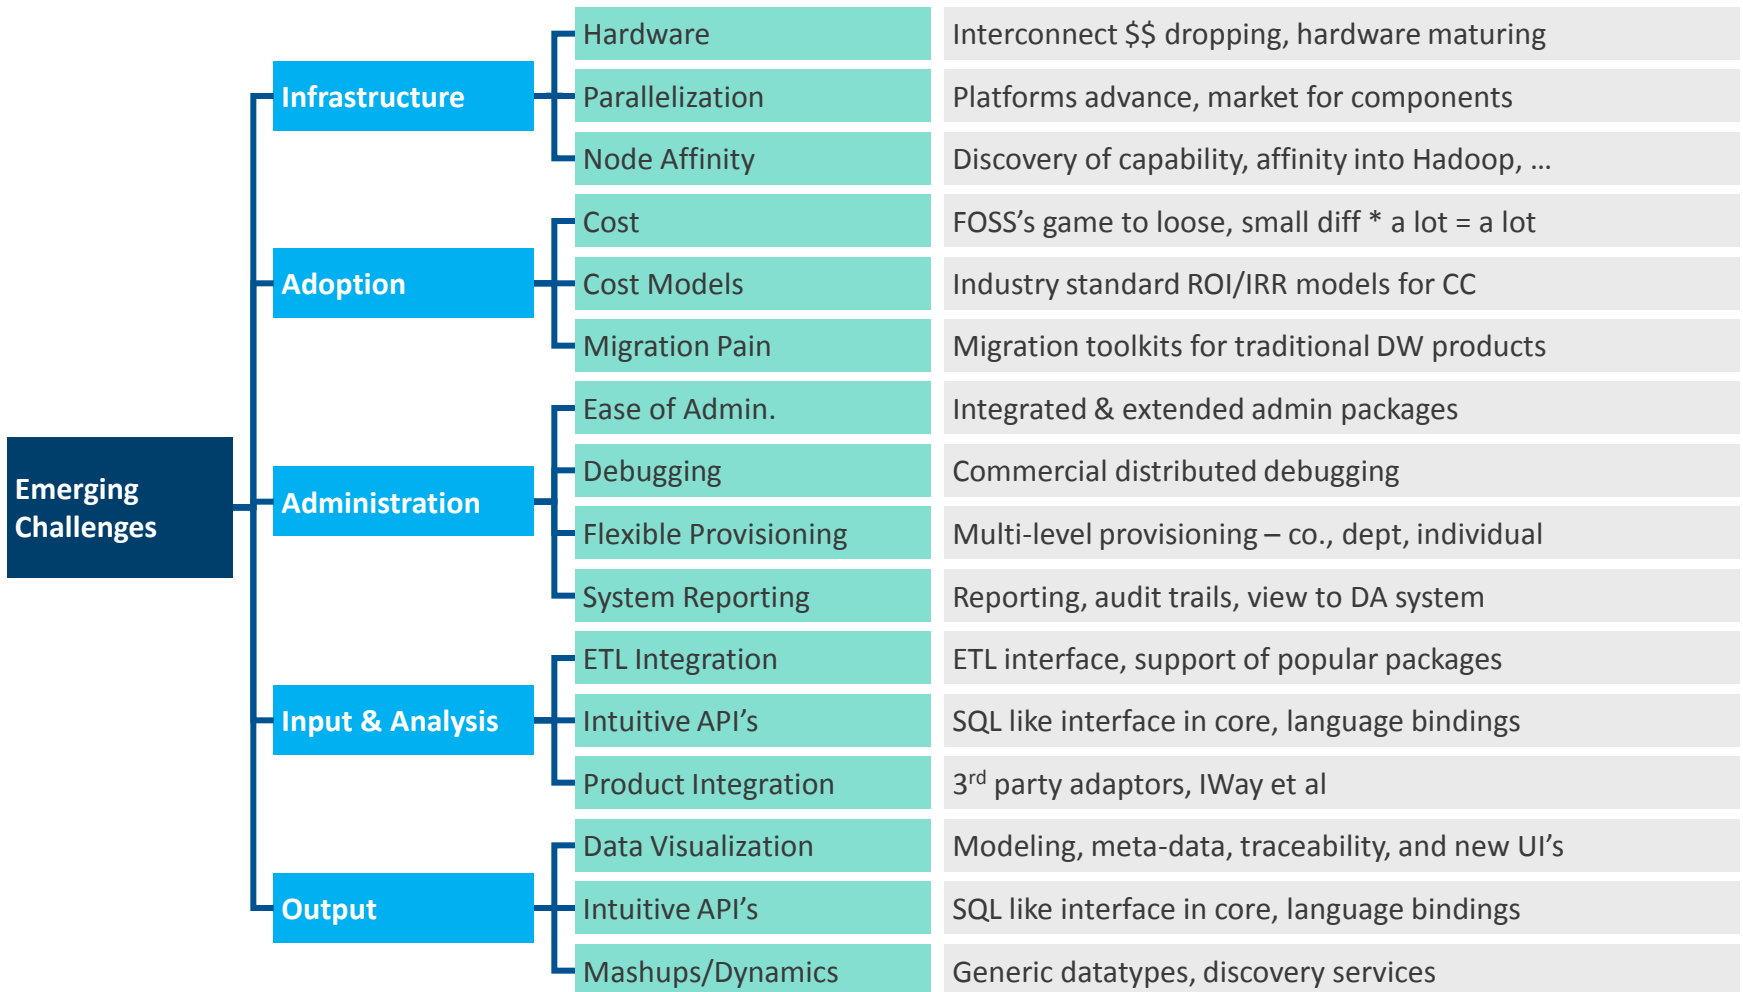 Emerging
Challenges
Infrastructure
Hardware
Interconnect $$ dropping, hardware maturing
Parallelization
Platforms advance, market for components
Node Affinity
Discovery of capability, affinity into Hadoop, …
Adoption
Cost
FOSS’s game to loose, small diff * a lot = a lot
Cost Models
Industry standard ROI/IRR models for CC
Migration Pain
Migration toolkits for traditional DW products
Administration
Ease of Admin.
Integrated & extended admin packages
Debugging
Commercial distributed debugging
Flexible Provisioning
Multi-level provisioning – co., dept, individual
System Reporting
Reporting, audit trails, view to DA system
Input & Analysis
ETL Integration
ETL interface, support of popular packages
Intuitive API’s
SQL like interface in core, language bindings
Product Integration
3rd party adaptors, IWay et al
Output
Data Visualization
Modeling, meta-data, traceability, and new UI’s
Intuitive API’s
SQL like interface in core, language bindings
Mashups/Dynamics
Generic datatypes, discovery services